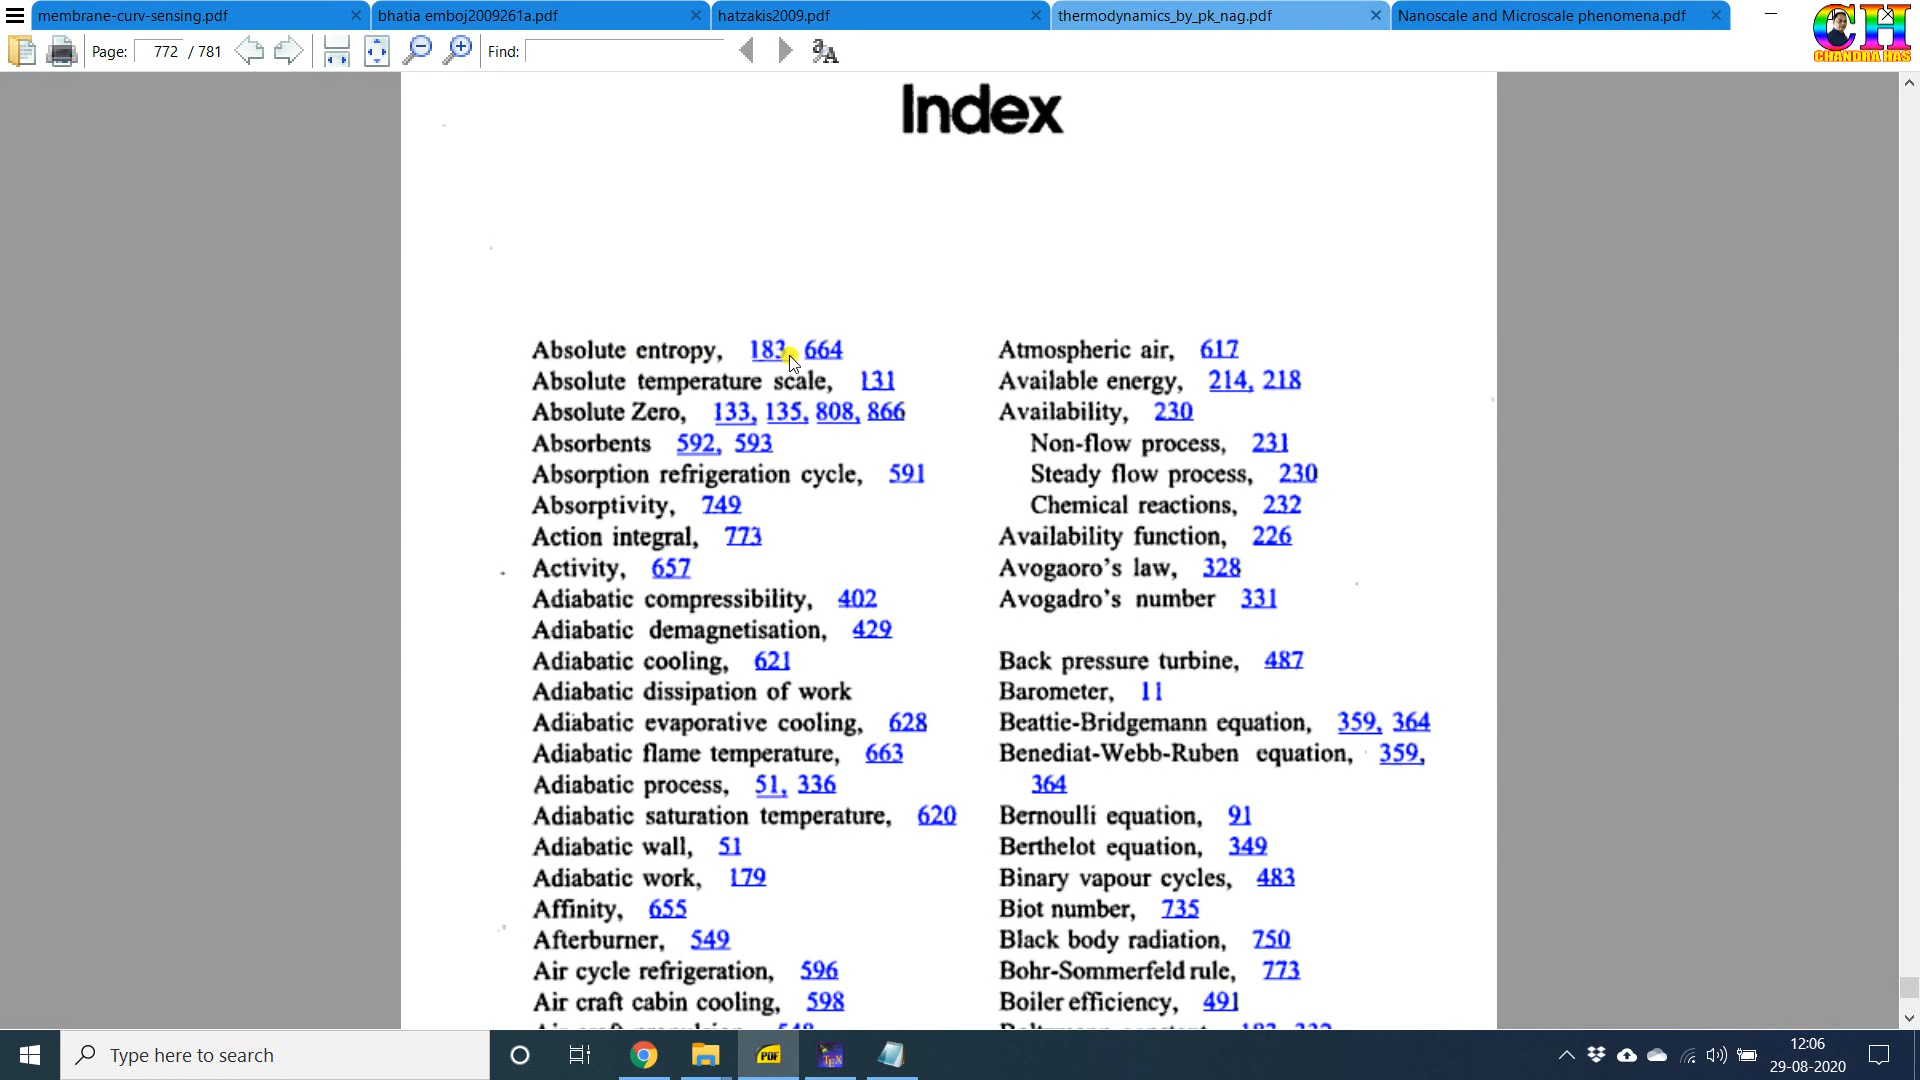 membrane-curv-sensing.pdf
bhatia emboj2009261a.pdf
hatzakis2009.pdf
thermodynamics_by_pk_nag.pdf
Nanoscale and Microscale phenomena.pdf
CH
CHANDRA HAS
Page: 772 / 781
Find:
Index
Absolute entropy, 183, 664
Absolute temperature scale, 131
Absolute Zero, 133, 135, 808, 866
Absorbents 592, 593
Absorption refrigeration cycle, 591
Absorptivity, 749
Action integral, 773
Activity, 657
Adiabatic compressibility, 402
Adiabatic demagnetisation, 429
Adiabatic cooling, 621
Adiabatic dissipation of work
Adiabatic evaporative cooling, 628
Adiabatic flame temperature, 663
Adiabatic process, 51, 336
Adiabatic saturation temperature, 620
Adiabatic wall, 51
Adiabatic work, 179
Affinity, 655
Afterburner, 549
Air cycle refrigeration, 596
Air craft cabin cooling, 598
Atmospheric air, 617
Available energy, 214, 218
Availability, 230
Non-flow process, 231
Steady flow process, 230
Chemical reactions, 232
Availability function, 226
Avogaoro's law, 328
Avogadro's number 331
Back pressure turbine, 487
Barometer, 11
Beattie-Bridgemann equation, 359, 364
Benediat-Webb-Ruben equation, 359,
364
Bernoulli equation, 91
Berthelot equation, 349
Binary vapour cycles, 483
Biot number, 735
Black body radiation, 750
Bohr-Sommerfeld rule, 773
Boiler efficiency, 491
Type here to search
12:06
29-08-2020